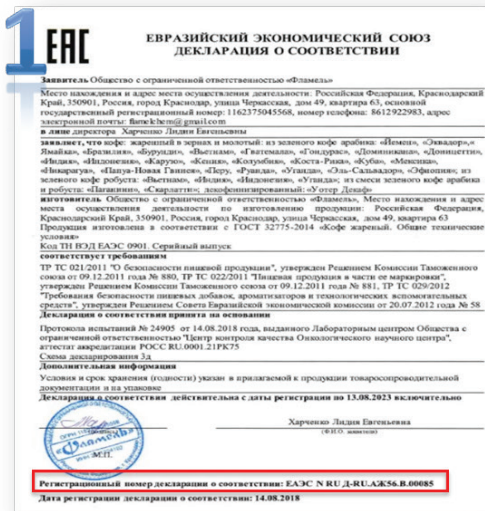 1
ЕАС
ЕВРАЗИЙСКИЙ ЭКОНОМИЧЕСКИЙ СОЮЗ
ДЕКЛАРАЦИЯ О СООТВЕТСТВИИ
Заявитель Общество с ограниченной ответственностью «Фламель»
Место нахождения и адрес места осуществления деятельности: Российская Федерация, Краснодарский
Край, 350901, Россия, город Краснодар, улица Черкасская, дом 49, квартира 63, основной
государственный регистрационный номер: 1162375045568, номер телефона: 8612922983, адрес
электронной почты: flamelchem@gmail.com
в лице директора Харченко Лидии Евгеньевны
заявляет, что кофе: жареный в зернах и молотый: из зеленого кофе арабика: «Йемен», «Эквадор»,«
Ямайка», «Бразилия», «Бурунди», «Вьетнам», «Гватемала», «Гондурас», «Доминикана», «Доницетти»,
«Индия», «Индонезия», «Карузо», «Кения», «Колумбия», «Коста-Рика», «Куба», «Мексика»,
«Никарагуа», «Папуа-Новая Гвинея», «Перу, «Руанда», «Уганда», «Эль-Сальвадор», «Эфиопия»; из
зеленого кофе робуста: «Вьетнам», «Индия», «Индонезия», «Уганда»; из смеси зеленого кофе арабика
и робуста: «Паганини», «Скарлатти»; декофеинизированный: «Уотер Декаф»
изготовитель Общество с ограниченной ответственностью «Фламель», Место нахождения и адрес
места осуществления деятельности по изготовлению продукции: Российская Федерация,
Краснодарский Край, 350901, Россия, город Краснодар, улица Черкасская, дом 49, квартира 63
Продукция изготовлена в соответствии с ГОСТ 32775-2014 «Кофе жареный. Общие технические
условия»
Код ТН ВЭД ЕАЭС 0901. Серийный выпуск
соответствует требованиям
ТР ТС 021/2011 "О безопасности пищевой продукции", утвержден Решением Комиссии Таможенного
союза от 09.12.2011 года № 880, ТР ТС 022/2011 "Пищевая продукция в части ее маркировки",
утвержден Решением Комиссии Таможенного союза от 09.12.2011 года № 881, ТР ТС 029/2012
"Требования безопасности пищевых добавок, ароматизаторов и технологических вспомогательных
средств", утвержден Решением Совета Евразийской экономической комиссии от 20.07.2012 года № 58
Декларация о соответствии принята на основании
Протокола испытаний № 24905 от 14.08.2018 года, выданного Лабораторным центром Общества с
ограниченной ответственностью "Центр контроля качества Онкологического научного центра",
аттестат аккредитации РОСС RU.0001.21РК75
Схема декларирования 3д
Дополнительная информация
Условия и срок хранения (годности) указан в прилагаемой к продукции товаросопроводительной
документации и на упаковке
Декларация о соответствии действительна с даты регистрации по 13.08.2023 включительно
Харченко Лидия Евгеньевна
(Ф.И.О. заявителя)
«Фламель»
М.П.
Регистрационный номер декларации о соответствии: ЕАЭС N RU Д-RU.АЖ56.В.00085
Дата регистрации декларации о соответствии: 14.08.2018